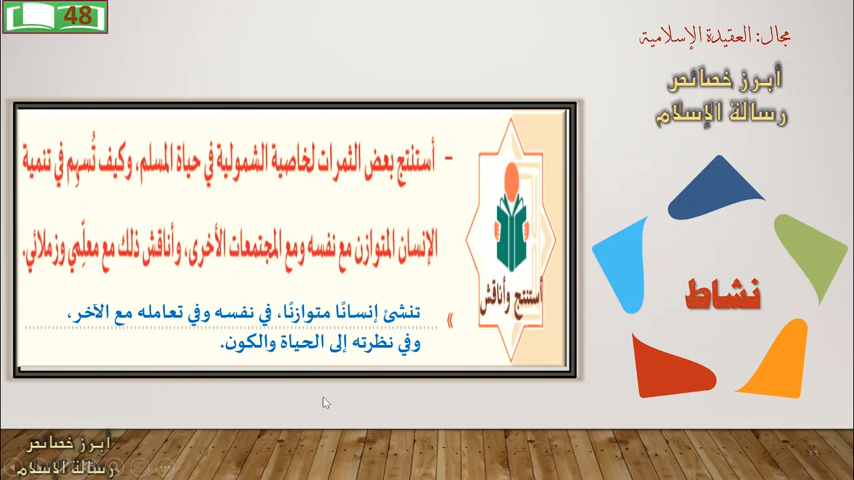 48
مجال: العقيدة الإسلامية
أبرز خصائص
رسالة الإسلام
- أستنتج بعض الثمرات لخاصية الشمولية في حياة المسلم، وكيف تُسهِم في تنمية
الإنسان المتوازن مع نفسه ومع المجتمعات الأخرى، وأناقش ذلك مع معلِّمي وزملائي.
أستنتج وأناقش
« تنشئ إنسانًا متوازنًا، في نفسه وفي تعامله مع الآخر،
وفي نظرته إلى الحياة والكون.
نشاط
أبرز خصائص
رسالة الإسلام